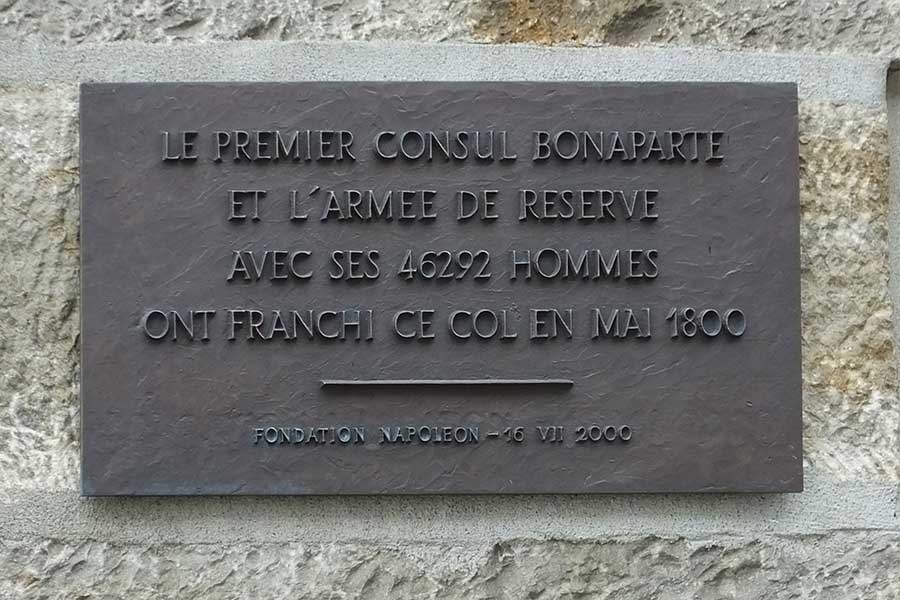 LE PREMIER CONSUL BONAPARTE
ET L´ARMEE DE RESERVE
AVEC SES 46292 HOMMES
ONT FRANCHI CE COL EN MAI 1800
FONDATION NAPOLEON - 16 VII 2000